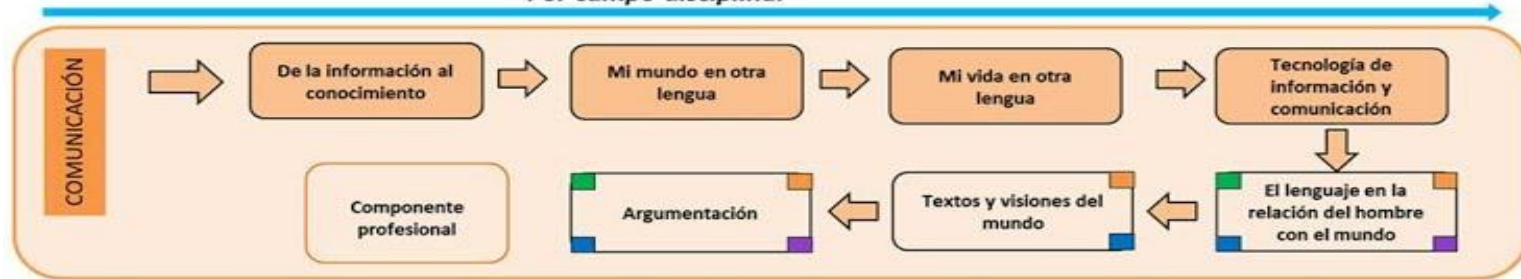 COMUNICACIÓN
De la información al
conocimiento
Mi mundo en otra
lengua
Mi vida en otra
lengua
Tecnología de
información y
comunicación
El lenguaje en la
relación del hombre
con el mundo
Textos y visiones del
mundo
Argumentación
Componente
profesional